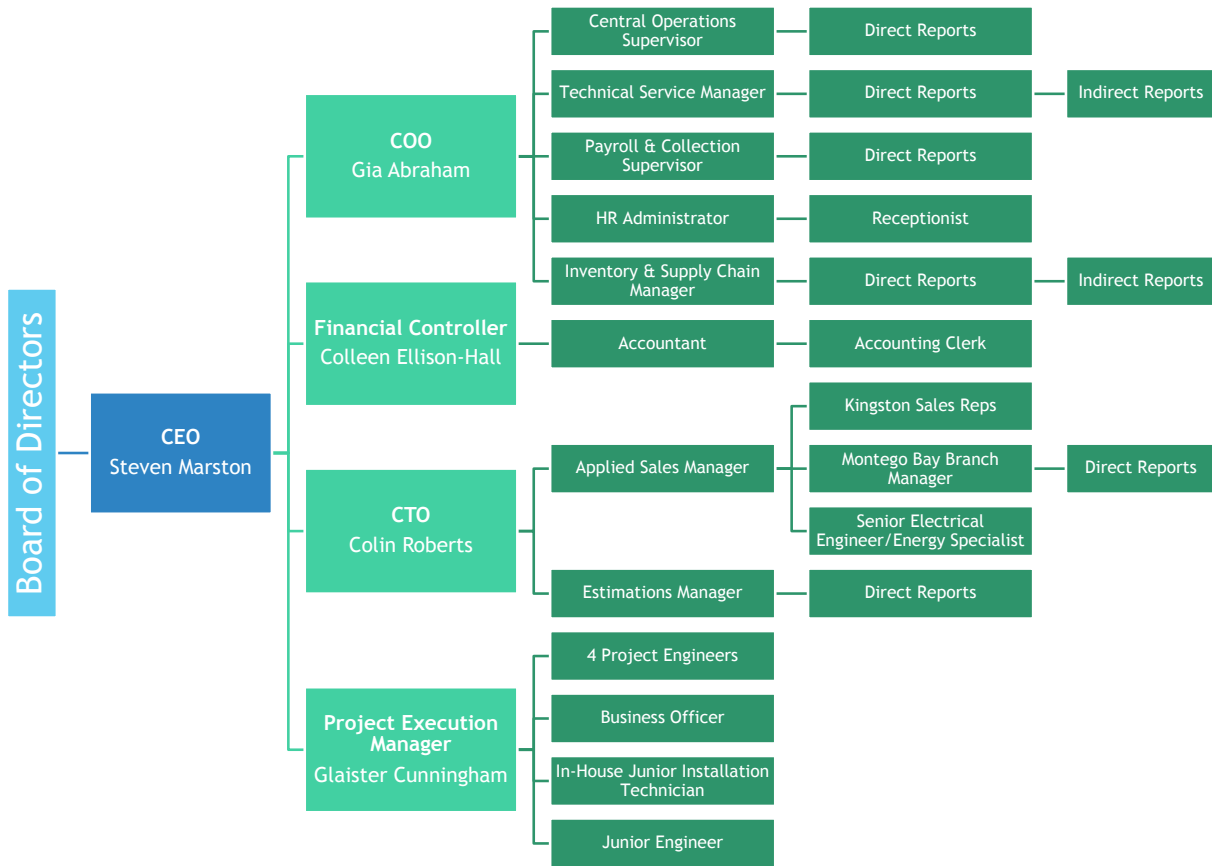 Board of Directors
CEO
Steven Marston
COO
Gia Abraham
Central Operations
Supervisor
Direct Reports
Technical Service Manager
Direct Reports
Indirect Reports
Payroll & Collection
Supervisor
Direct Reports
HR Administrator
Receptionist
Inventory & Supply Chain
Manager
Direct Reports
Indirect Reports
Financial Controller
Colleen Ellison-Hall
Accountant
Accounting Clerk
CTO
Colin Roberts
Applied Sales Manager
Kingston Sales Reps
Montego Bay Branch
Manager
Direct Reports
Senior Electrical
Engineer/Energy Specialist
Estimations Manager
Direct Reports
Project Execution
Manager
Glaister Cunningham
4 Project Engineers
Business Officer
In-House Junior Installation
Technician
Junior Engineer